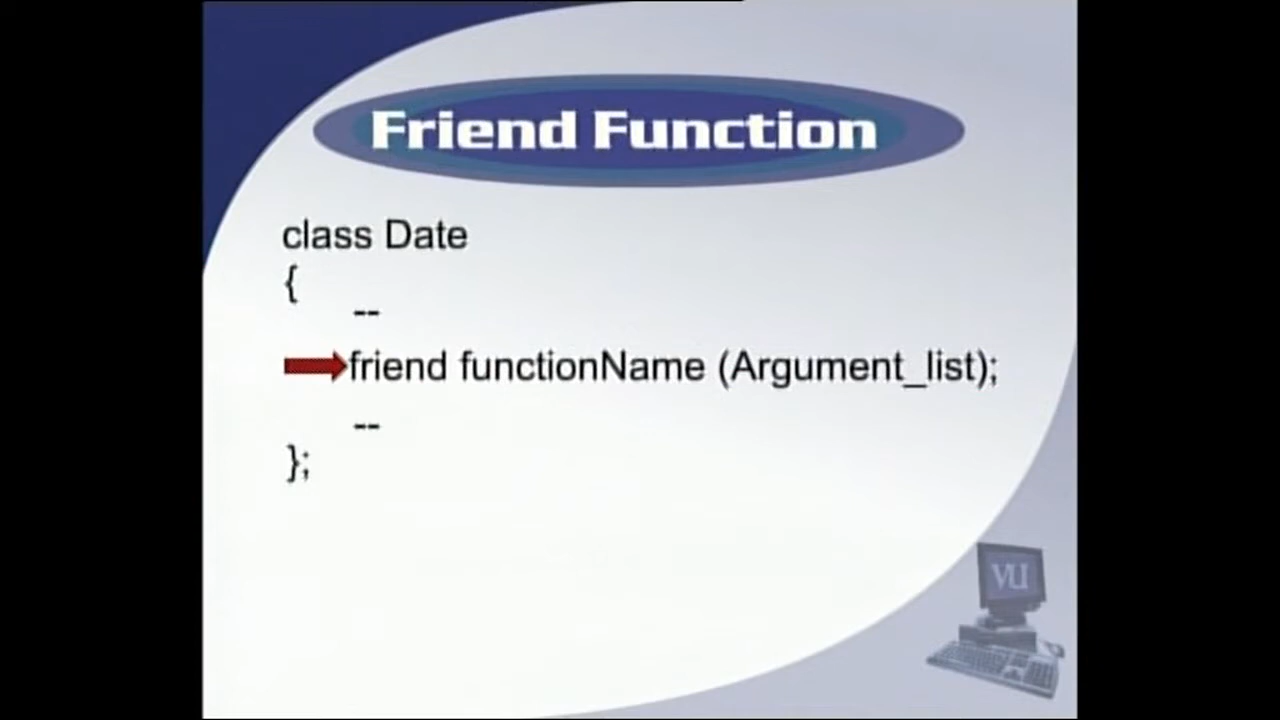 Friend Function
class Date
{
--
friend functionName (Argument_list);
--
};
VU